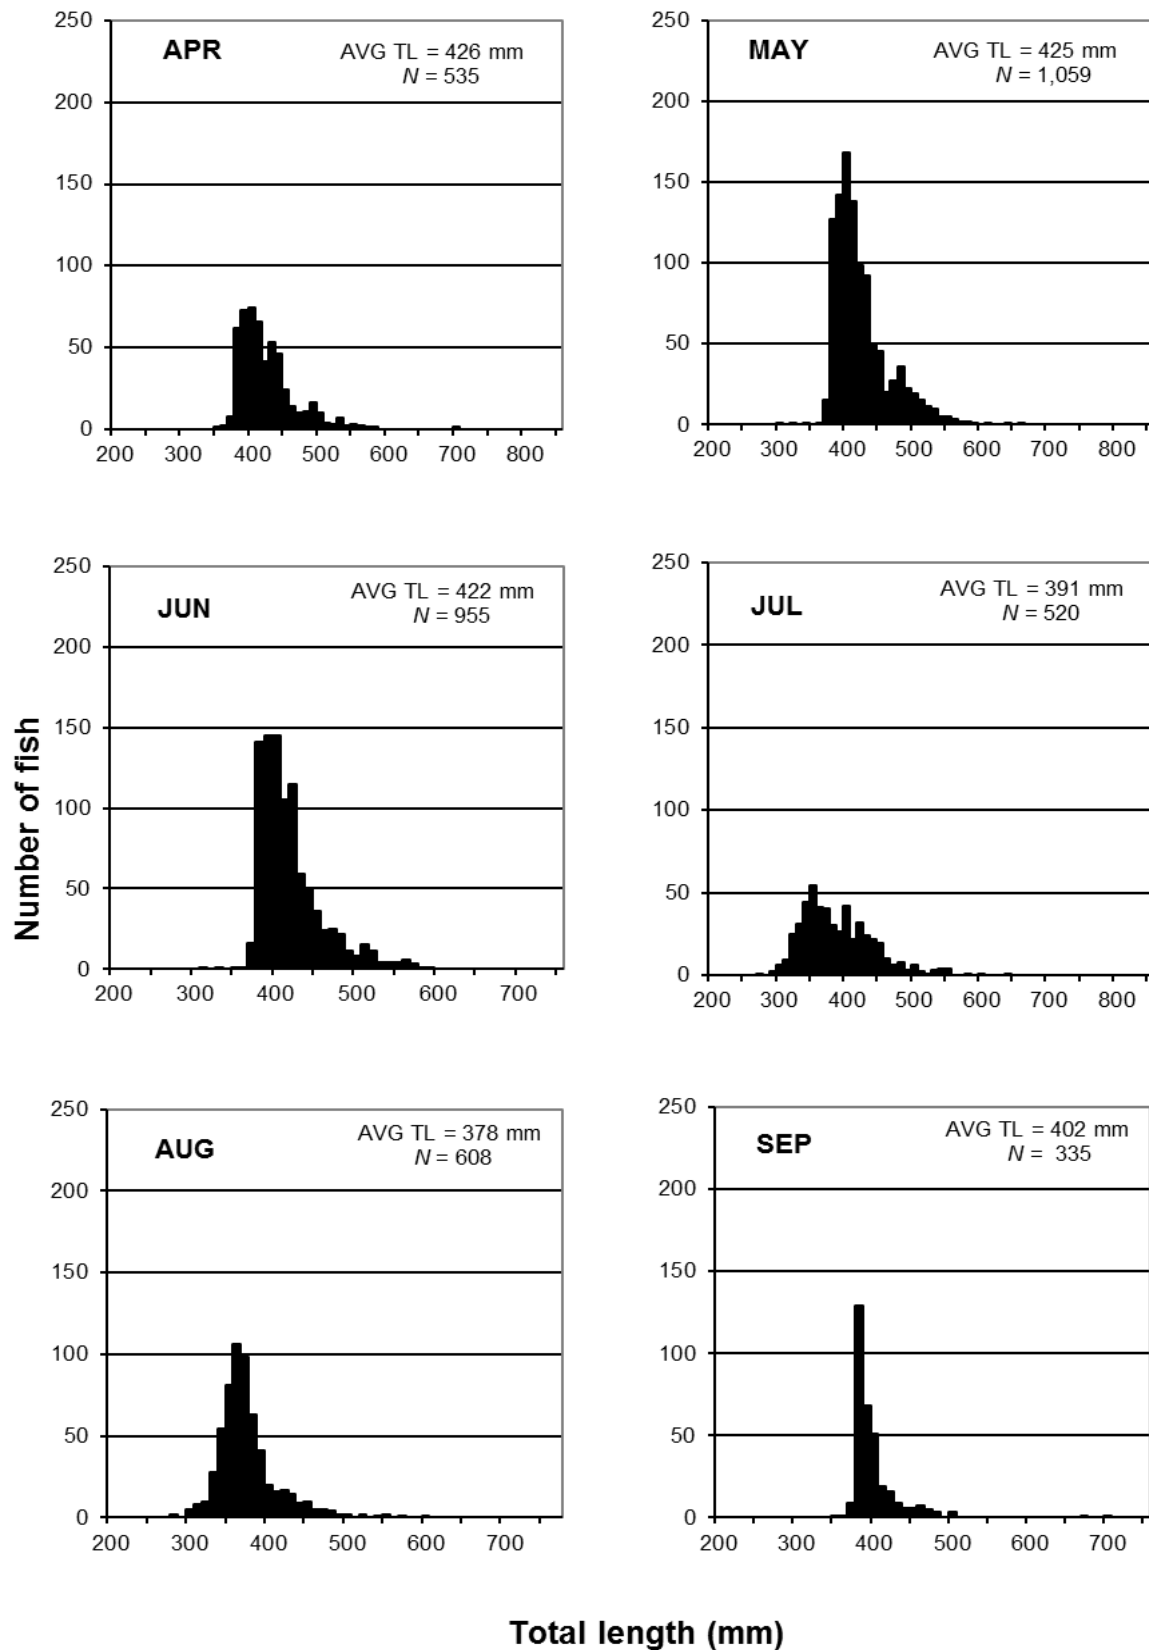 APR
AVG TL = 426 mm
N = 535
250
200
150
100
50
0
200 300 400 500 600 700 800
MAY
AVG TL = 425 mm
N = 1,059
250
200
150
100
50
0
200 300 400 500 600 700 800
Number of fish
JUN
AVG TL = 422 mm
N = 955
250
200
150
100
50
0
200 300 400 500 600 700
JUL
AVG TL = 391 mm
N = 520
250
200
150
100
50
0
200 300 400 500 600 700 800
AUG
AVG TL = 378 mm
N = 608
250
200
150
100
50
0
200 300 400 500 600 700
SEP
AVG TL = 402 mm
N = 335
250
200
150
100
50
0
200 300 400 500 600 700
Total length (mm)